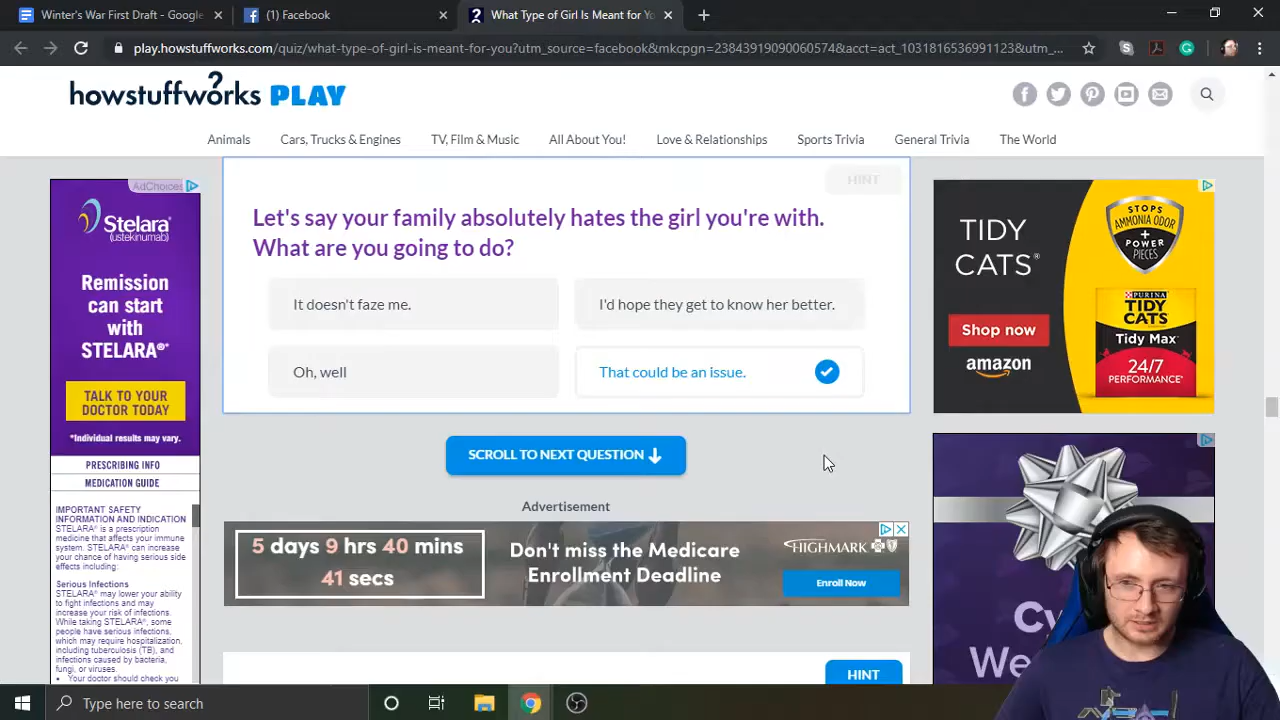 Winter's War First Draft - Google
(1) Facebook
What Type of Girl Is Meant for Yo
play.howstuffworks.com/quiz/what-type-of-girl-is-meant-for-you?utm_source=facebook&mkcpgn=23843919090060574&acct=act_10318165369911​23&utm_...
howstuffworks PLAY
Animals Cars, Trucks & Engines TV, Film & Music All About You! Love & Relationships Sports Trivia General Trivia The World
HINT
Let's say your family absolutely hates the girl you're with.
What are you going to do?
It doesn't faze me. I'd hope they get to know her better.
Oh, well That could be an issue.
SCROLL TO NEXT QUESTION
Advertisement
5 days 9 hrs 40 mins
41 secs
Don't miss the Medicare
Enrollment Deadline
HIGHMARK
Enroll Now
HINT
AdChoices
Stelara®
(ustekinumab)
Remission
can start
with
STELARA®*
TALK TO YOUR
DOCTOR TODAY
*Individual results may vary.
PRESCRIBING INFO
MEDICATION GUIDE
IMPORTANT SAFETY
INFORMATION AND INDICATION
STELARA® is a prescription
medicine that affects your immune
system. STELARA® can increase
your chance of having serious side
effects including:
Serious Infections
STELARA® may lower your ability
to fight infections and may
increase your risk of infections.
While taking STELARA®, some
people have serious infections,
which may require hospitalization,
including tuberculosis (TB), and
infections caused by bacteria,
fungi, or viruses.
• Your doctor should check you
TIDY
CATS®
Shop now
amazon
STOPS
AMMONIA ODOR
+
POWER
PIECES
PURINA
TIDY
CATS
Tidy Max
24/7
PERFORMANCE
Cy
We
Type here to search